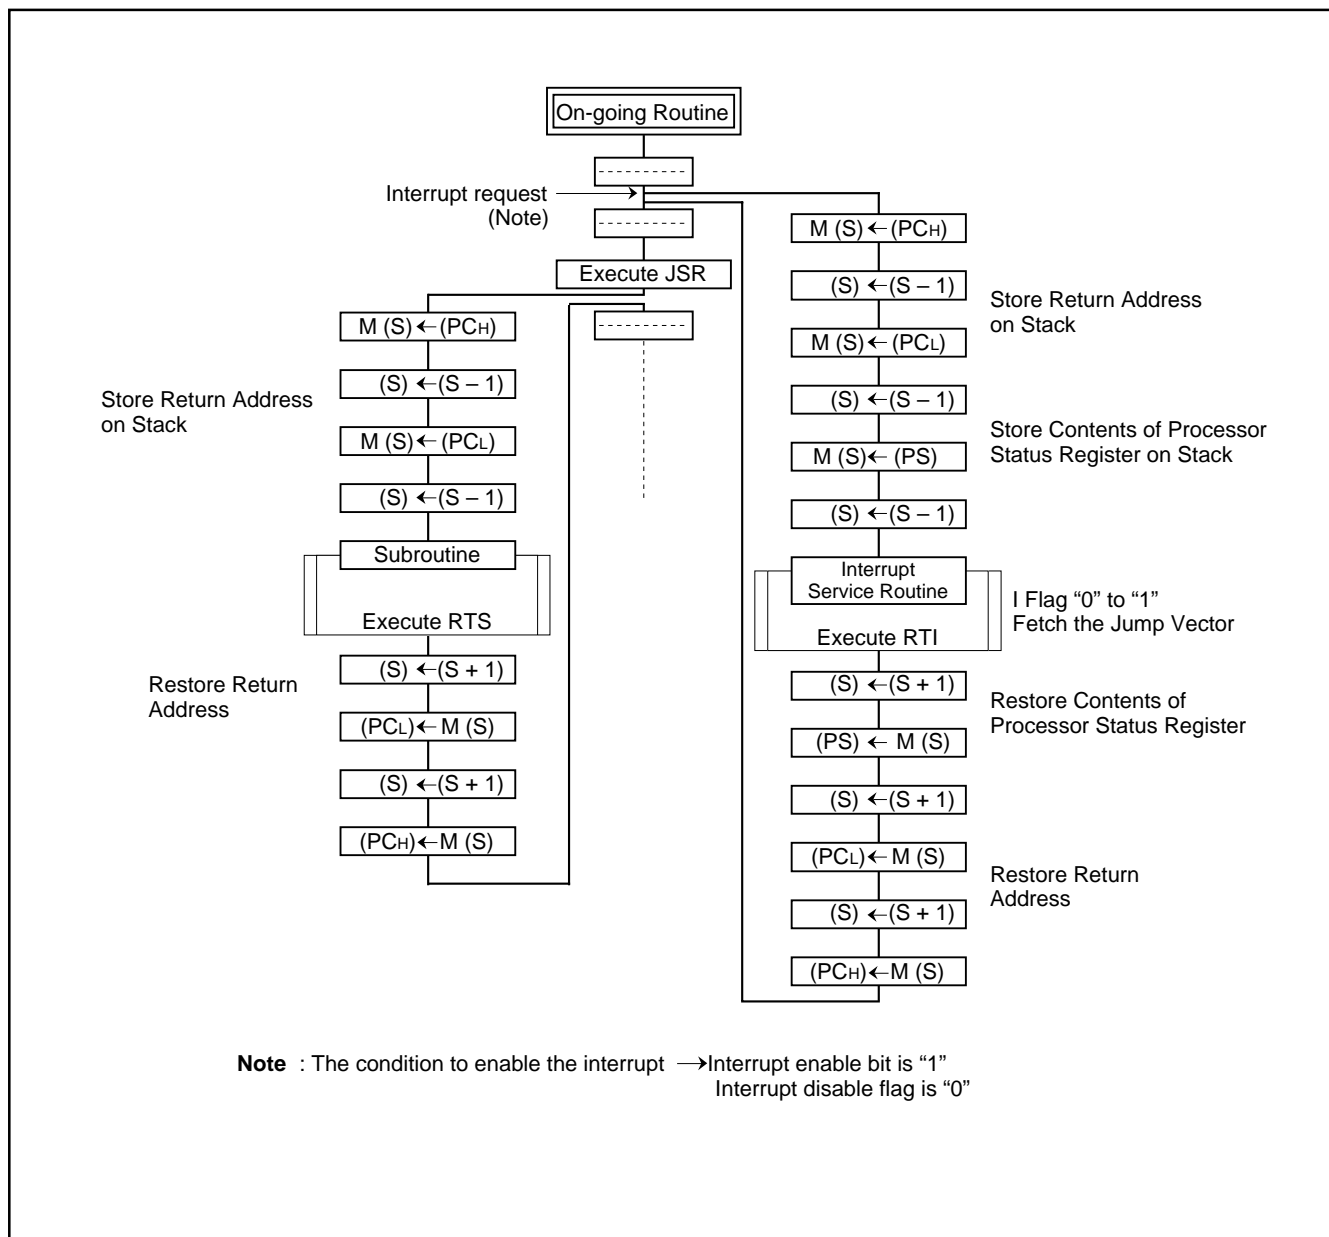 On-going Routine
Interrupt request
(Note)
Execute JSR
M (S) ← (PCH)
(S) ← (S – 1)
M (S) ← (PCL)
(S) ← (S – 1)
Store Return Address
on Stack
Subroutine
Execute RTS
(S) ← (S + 1)
(PCL) ← M (S)
(S) ← (S + 1)
(PCH) ← M (S)
Restore Return
Address
M (S) ← (PCH)
(S) ← (S – 1)
M (S) ← (PCL)
(S) ← (S – 1)
M (S) ← (PS)
(S) ← (S – 1)
Store Return Address
on Stack
Store Contents of Processor
Status Register on Stack
Interrupt
Service Routine
Execute RTI
I Flag “0” to “1”
Fetch the Jump Vector
(S) ← (S + 1)
(PS) ← M (S)
(S) ← (S + 1)
(PCL) ← M (S)
(S) ← (S + 1)
(PCH) ← M (S)
Restore Contents of
Processor Status Register
Restore Return
Address
Note : The condition to enable the interrupt → Interrupt enable bit is “1”
Interrupt disable flag is “0”